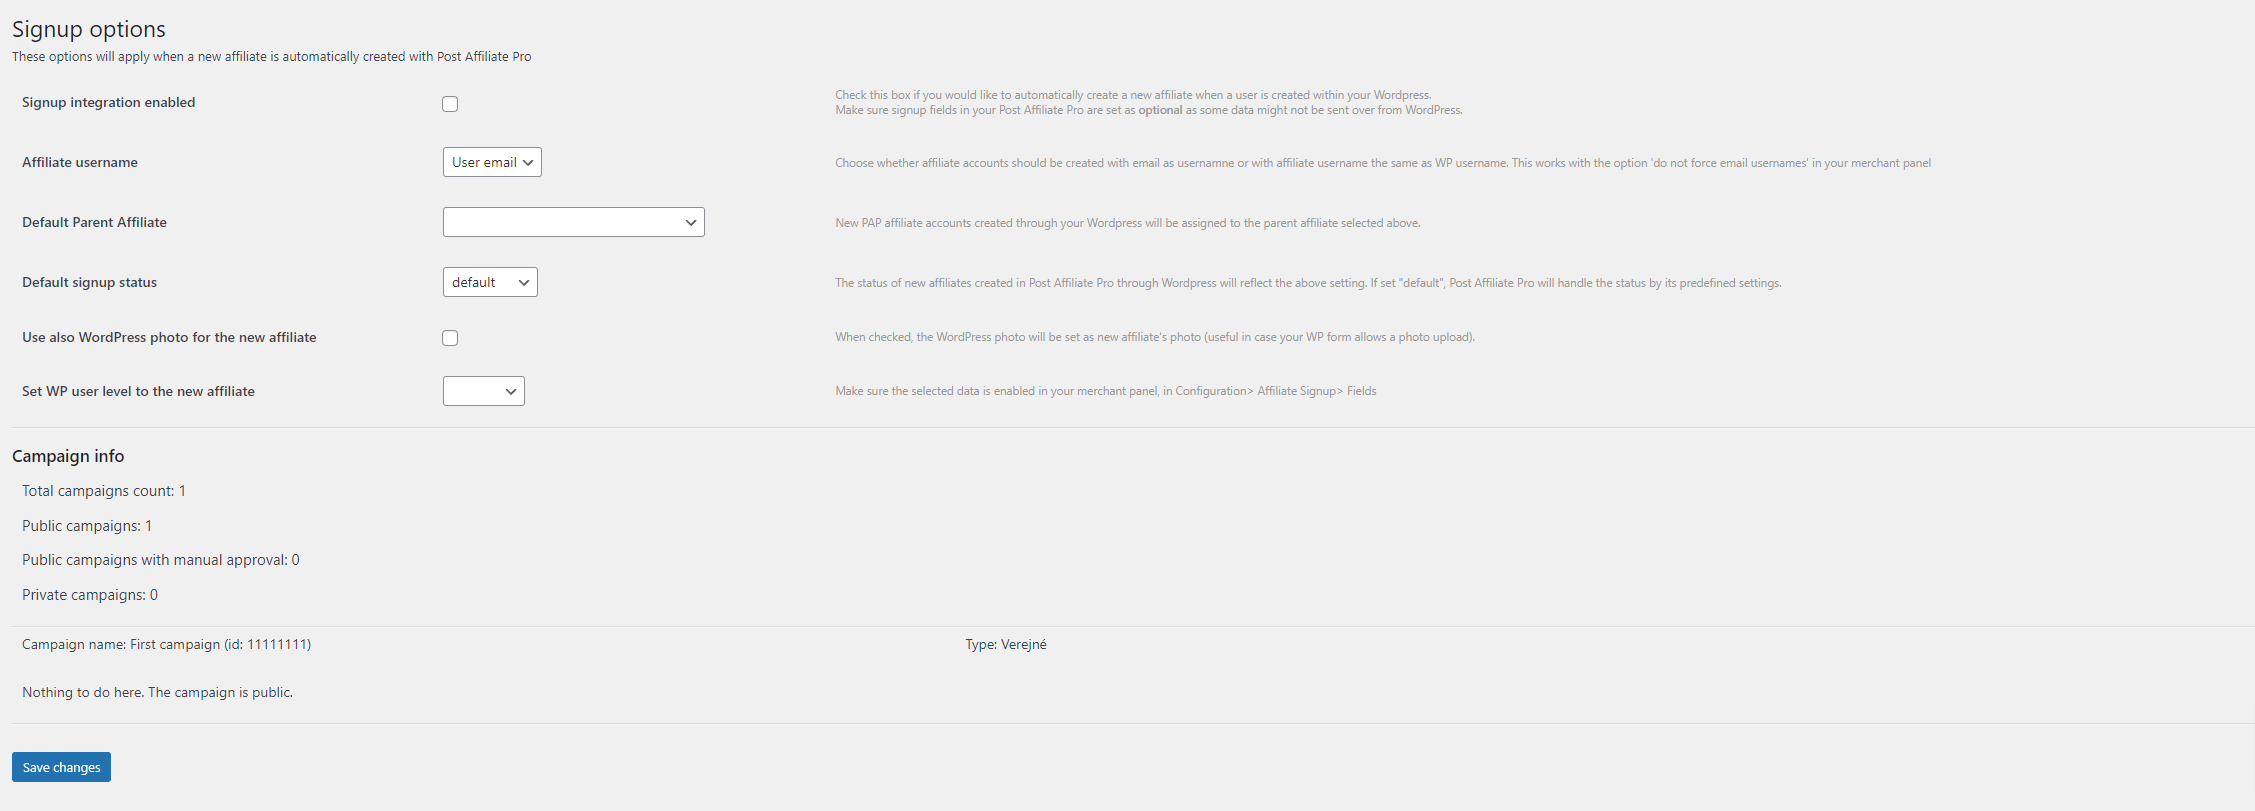 Signup options
These options will apply when a new affiliate is automatically created with Post Affiliate Pro
Signup integration enabled
Check this box if you would like to automatically create a new affiliate when a user is created within your Wordpress.
Make sure signup fields in your Post Affiliate Pro are set as optional as some data might not be sent over from WordPress.
Affiliate username
User email
Choose whether affiliate accounts should be created with email as usernamne or with affiliate username the same as WP username. This works with the option 'do not force email usernames' in your merchant panel
Default Parent Affiliate
New PAP affiliate accounts created through your Wordpress will be assigned to the parent affiliate selected above.
Default signup status
default
The status of new affiliates created in Post Affiliate Pro through Wordpress will reflect the above setting. If set "default", Post Affiliate Pro will handle the status by its predefined settings.
Use also WordPress photo for the new affiliate
When checked, the WordPress photo will be set as new affiliate's photo (useful in case your WP form allows a photo upload).
Set WP user level to the new affiliate
Make sure the selected data is enabled in your merchant panel, in Configuration> Affiliate Signup> Fields
Campaign info
Total campaigns count: 1
Public campaigns: 1
Public campaigns with manual approval: 0
Private campaigns: 0
Campaign name: First campaign (id: 11111111)
Type: Verejné
Nothing to do here. The campaign is public.
Save changes